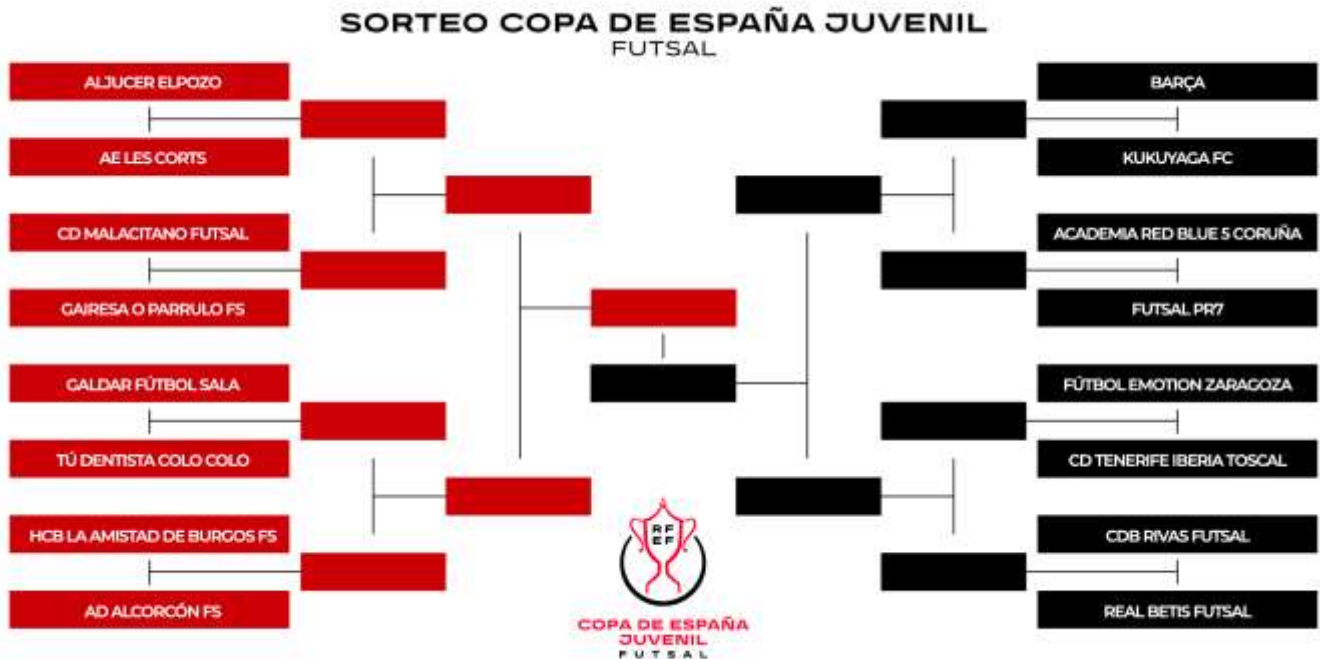 SORTEO COPA DE ESPAÑA JUVENIL
FUTSAL
ALJUCER ELPOZO
AE LES CORTS
CD MALACITANO FUTSAL
GAIRESA O PARRULO FS
GALDAR FÚTBOL SALA
TÚ DENTISTA COLO COLO
HCB LA AMISTAD DE BURGOS FS
AD ALCORCÓN FS
BARÇA
KUKUYAGA FC
ACADEMIA RED BLUE 5 CORUÑA
FUTSAL PR7
FÚTBOL EMOTION ZARAGOZA
CD TENERIFE IBERIA TOSCAL
CDB RIVAS FUTSAL
REAL BETIS FUTSAL
RF
EF
COPA DE ESPAÑA
JUVENIL
FUTSAL